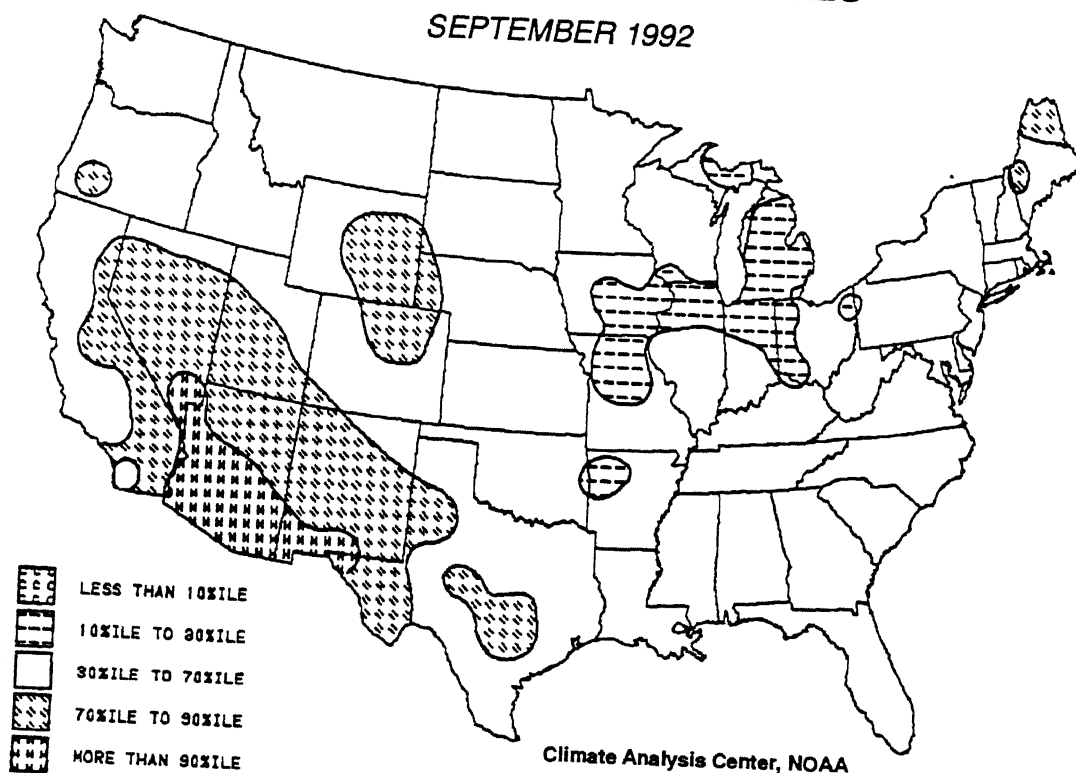 SEPTEMBER 1992
LESS THAN 10%ILE
10%ILE TO 30%ILE
30%ILE TO 70%ILE
70%ILE TO 90%ILE
MORE THAN 90%ILE
Climate Analysis Center, NOAA